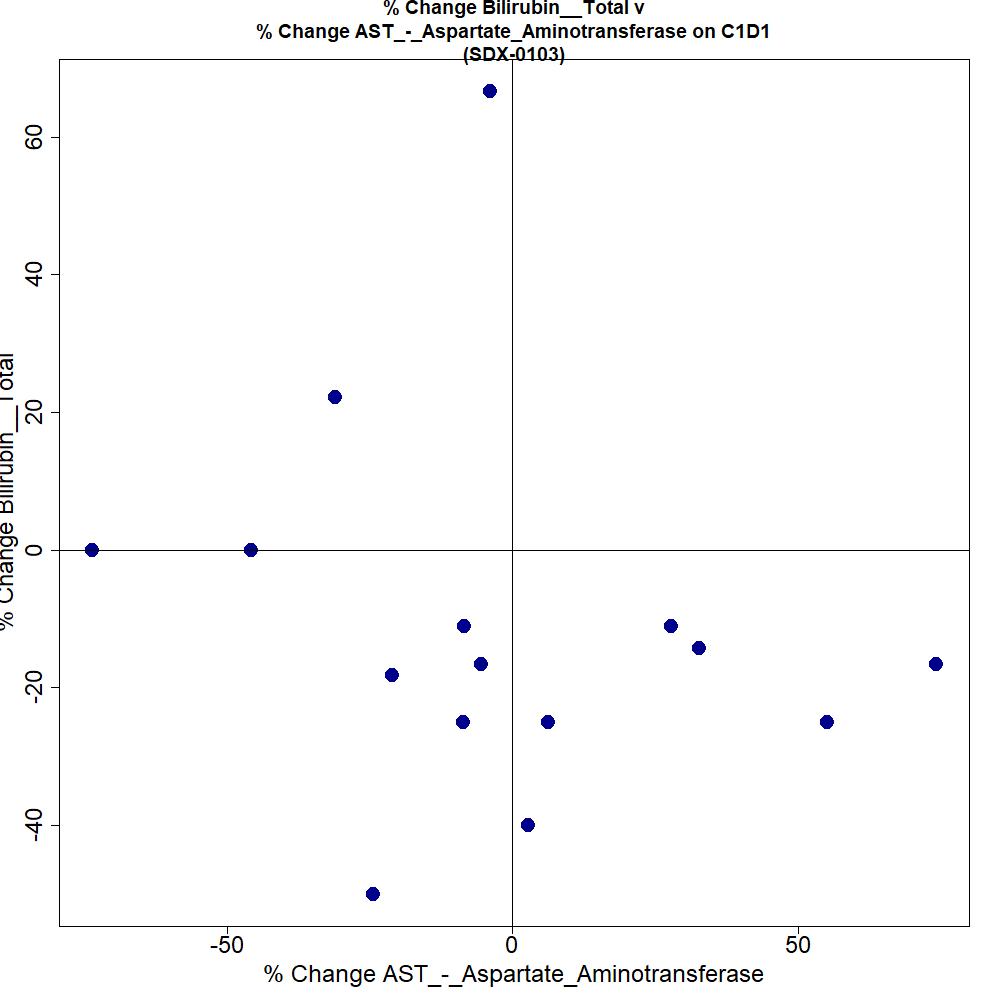 % Change Bilirubin__Total v
% Change AST_-_Aspartate_Aminotransferase on C1D1
(SDX-0103)
% Change Bilirubin__Total
60
40
20
0
-20
-40
-50
0
50
% Change AST_-_Aspartate_Aminotransferase